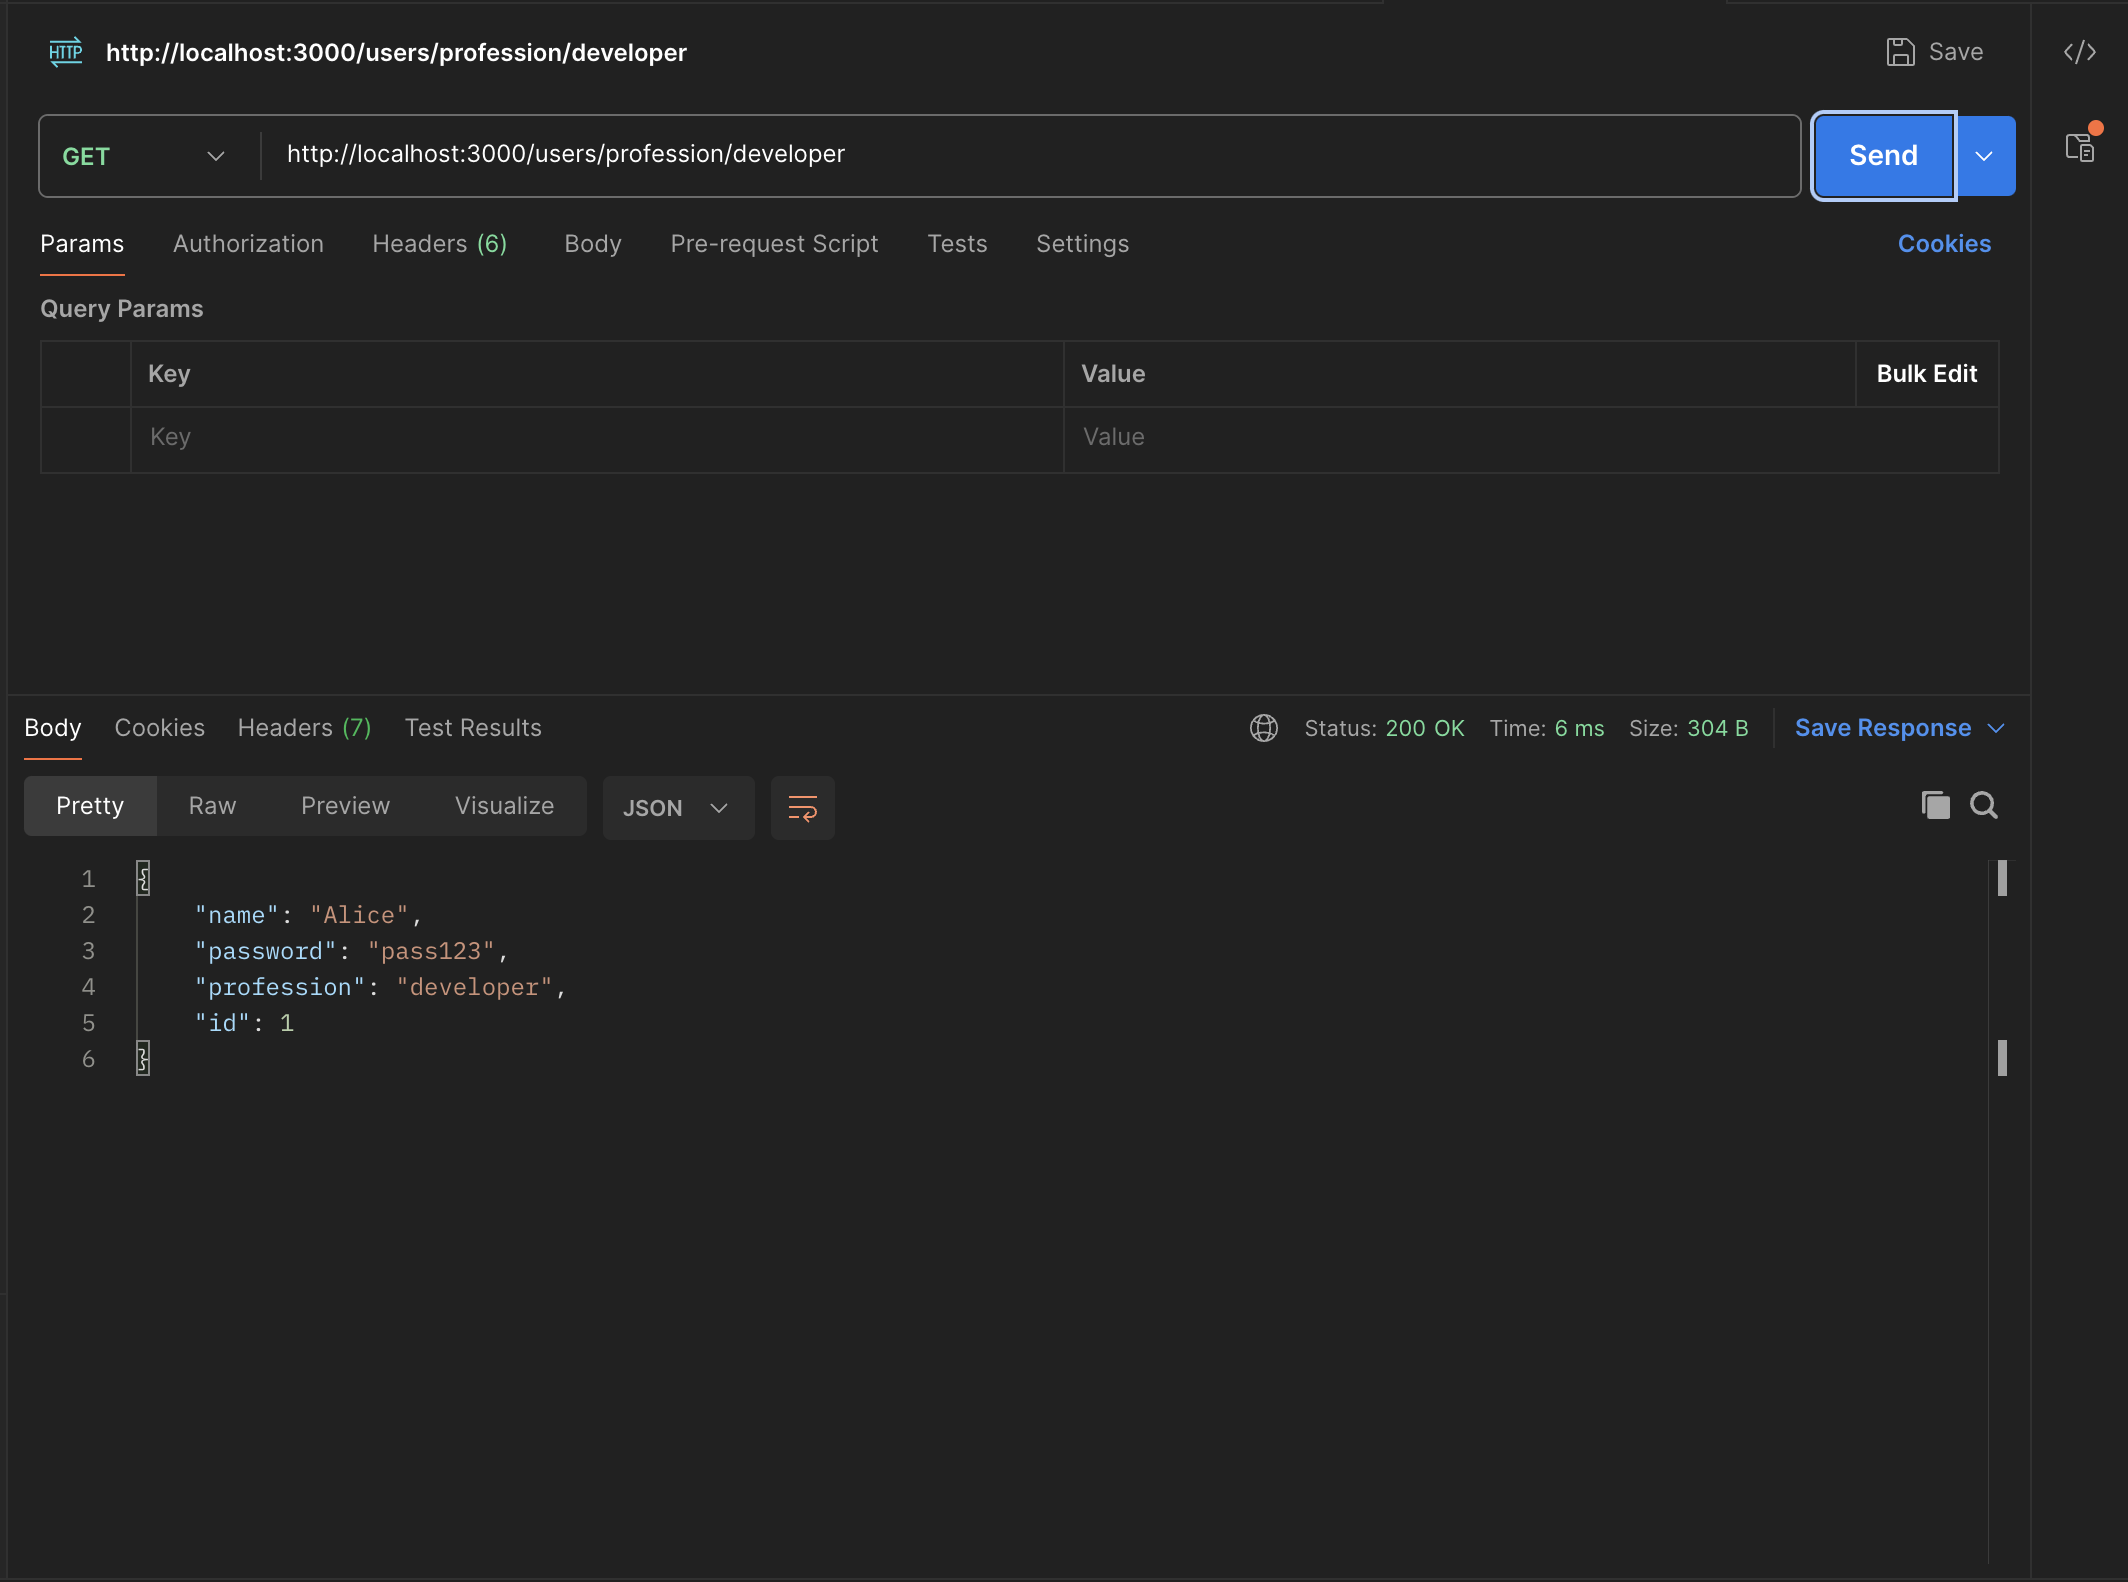 HTTP http://localhost:3000/users/profession/developer Save </>
GET http://localhost:3000/users/profession/developer Send
Params Authorization Headers (6) Body Pre-request Script Tests Settings Cookies
Query Params
Key Value Bulk Edit
Key Value
Body Cookies Headers (7) Test Results Status: 200 OK Time: 6 ms Size: 304 B Save Response
Pretty Raw Preview Visualize JSON
1 {
2 "name": "Alice",
3 "password": "pass123",
4 "profession": "developer",
5 "id": 1
6 }